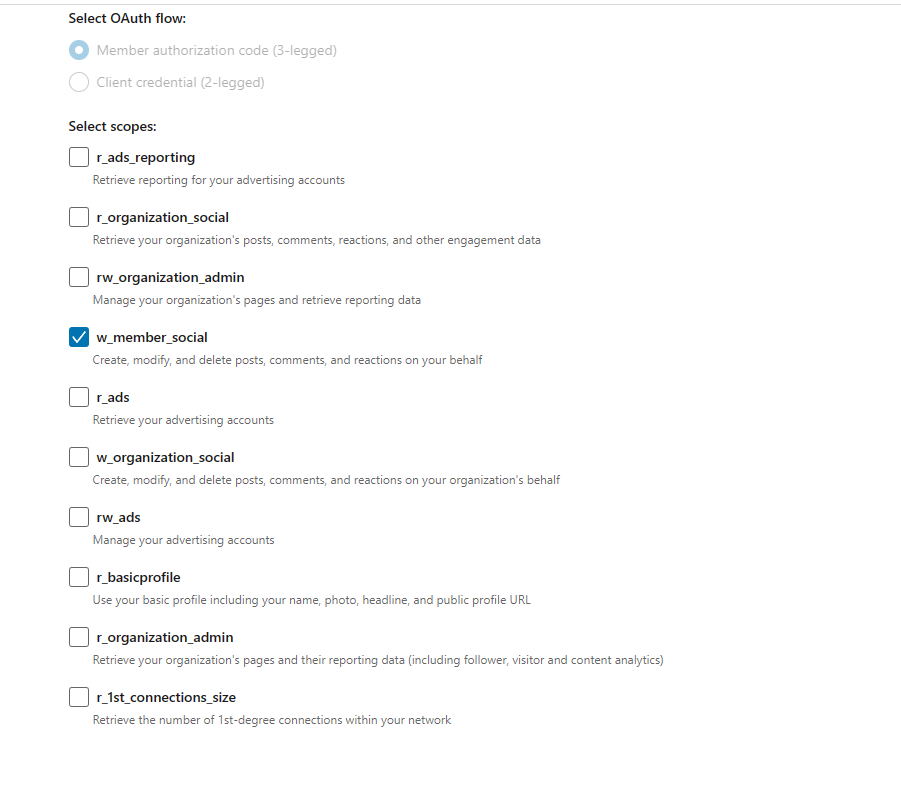 Select OAuth flow:
Member authorization code (3-legged)
Client credential (2-legged)
Select scopes:
r_ads_reporting
Retrieve reporting for your advertising accounts
r_organization_social
Retrieve your organization's posts, comments, reactions, and other engagement data
rw_organization_admin
Manage your organization's pages and retrieve reporting data
w_member_social
Create, modify, and delete posts, comments, and reactions on your behalf
r_ads
Retrieve your advertising accounts
w_organization_social
Create, modify, and delete posts, comments, and reactions on your organization's behalf
rw_ads
Manage your advertising accounts
r_basicprofile
Use your basic profile including your name, photo, headline, and public profile URL
r_organization_admin
Retrieve your organization's pages and their reporting data (including follower, visitor and content analytics)
r_1st_connections_size
Retrieve the number of 1st-degree connections within your network